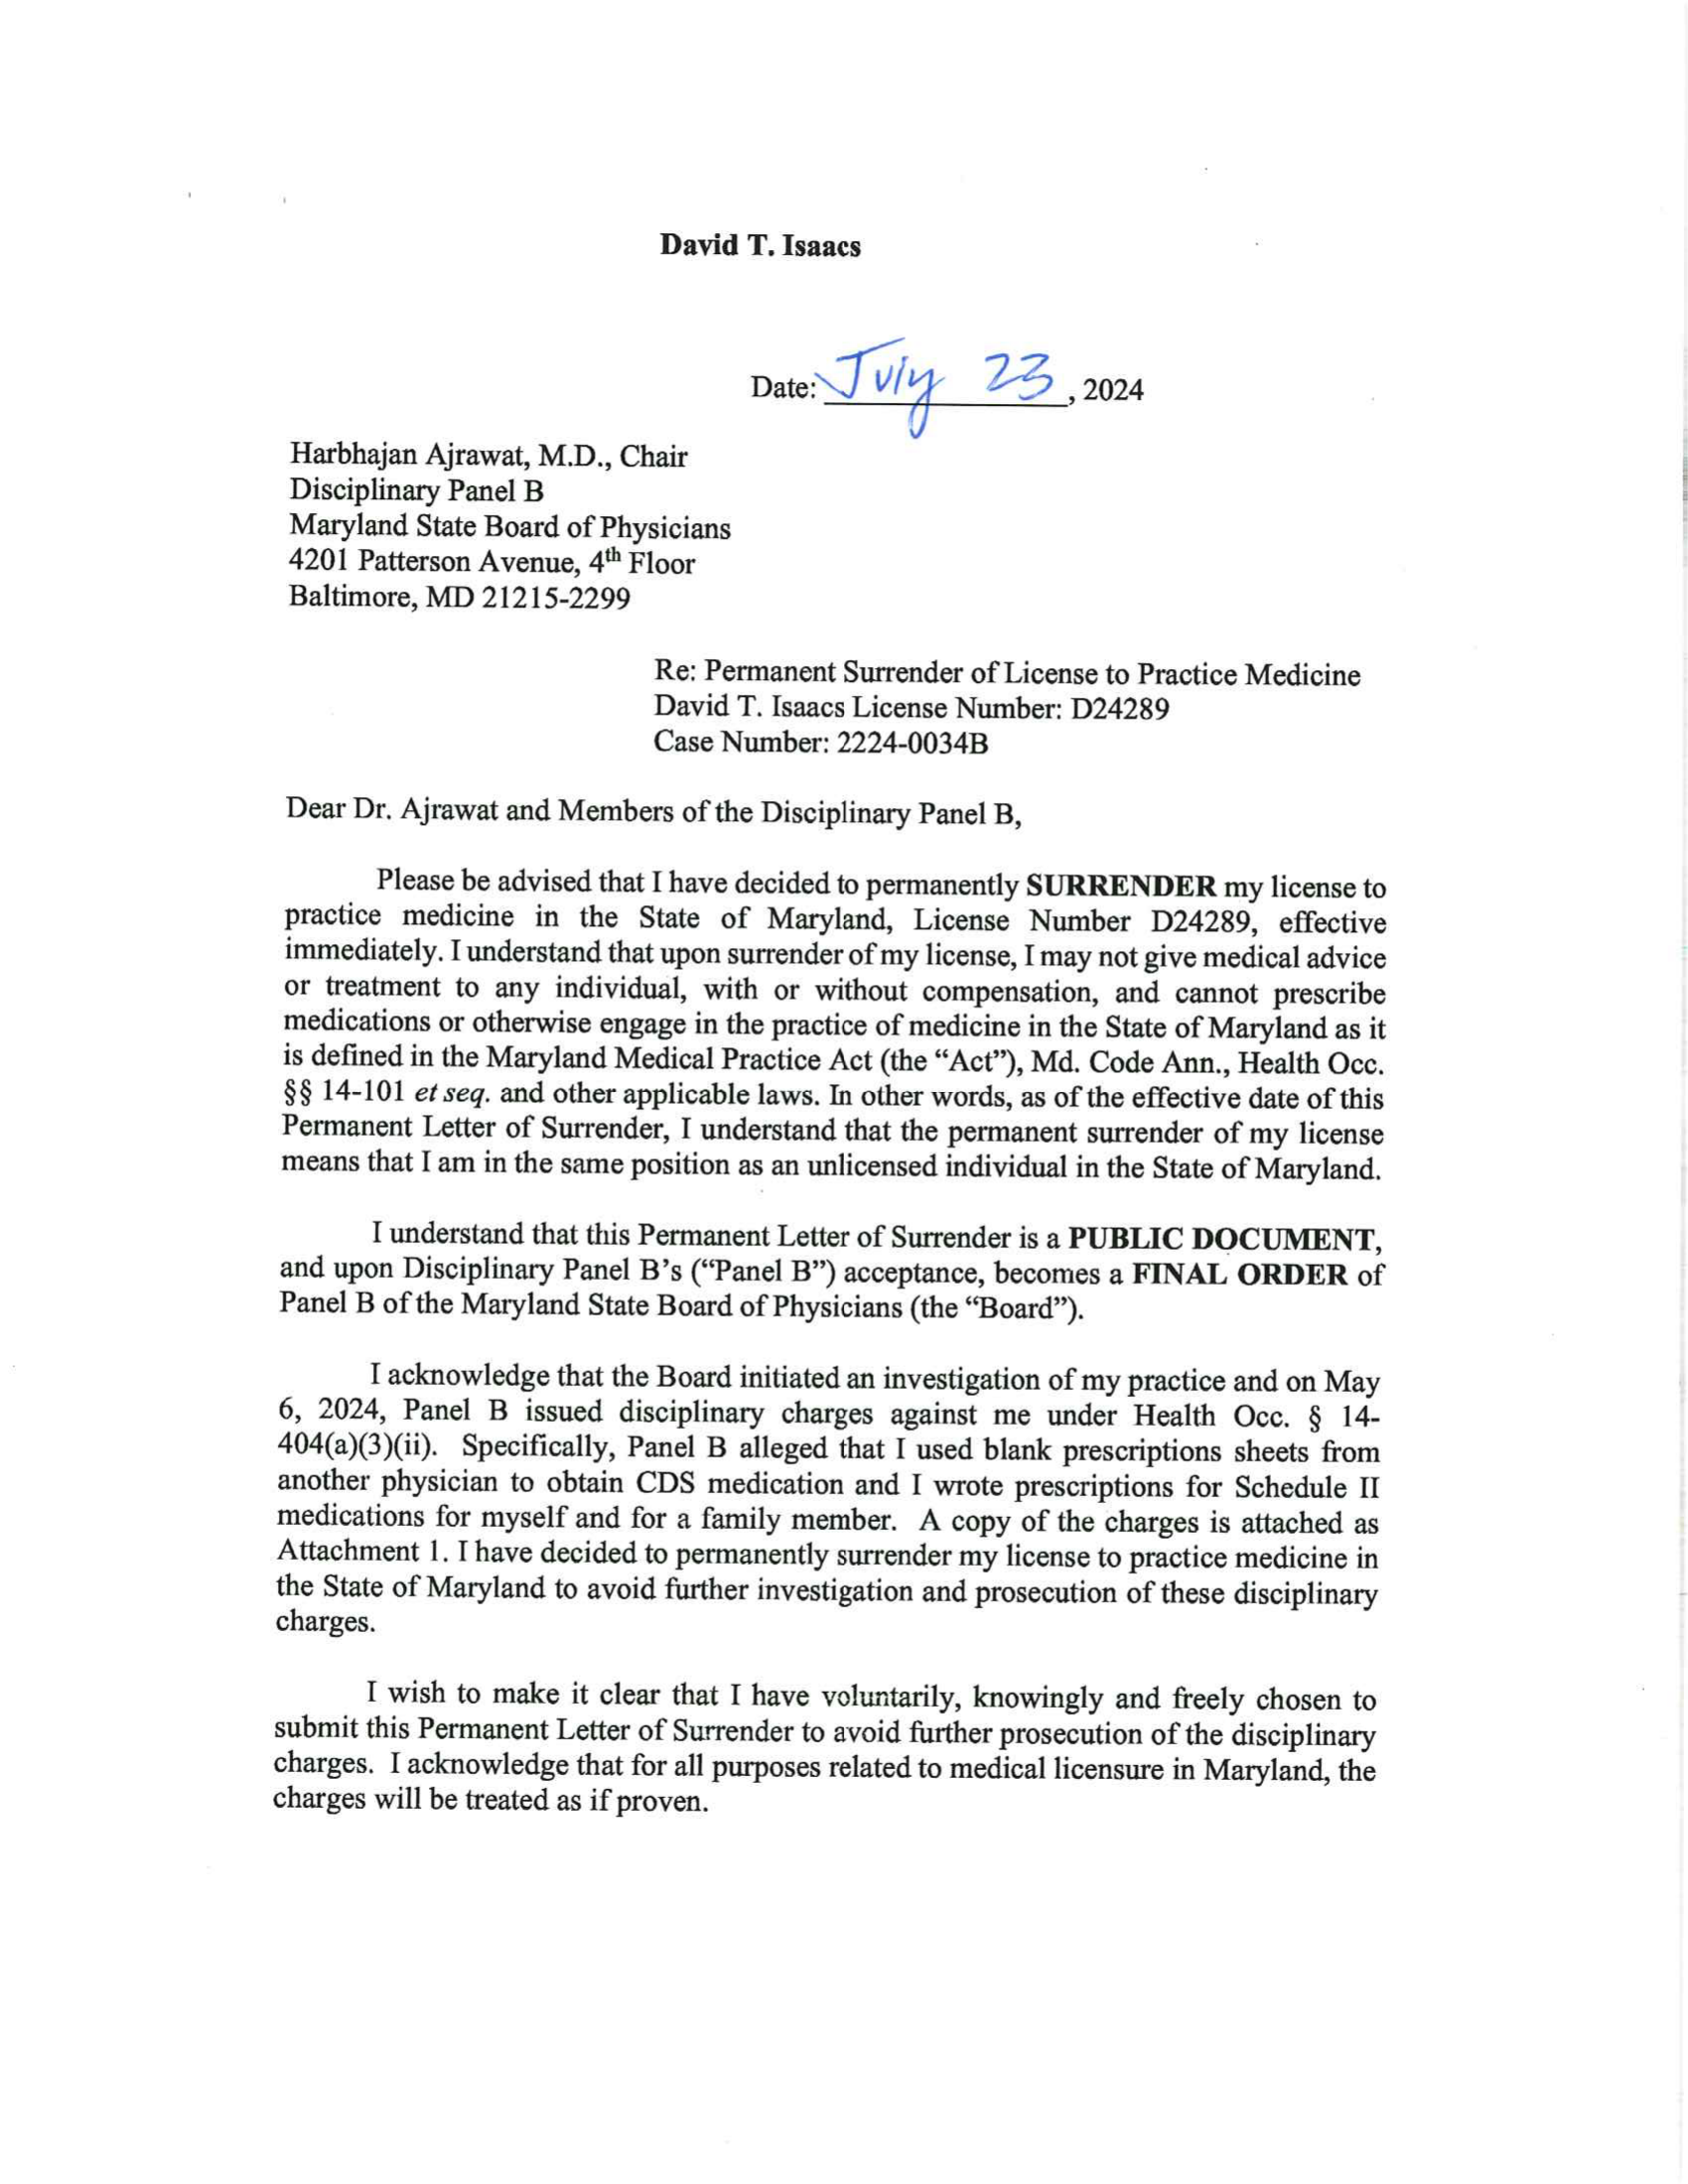 David T. Isaacs
Date: July 23, 2024
Harbhajan Ajrawat, M.D., Chair
Disciplinary Panel B
Maryland State Board of Physicians
4201 Patterson Avenue, 4th Floor
Baltimore, MD 21215-2299
Re: Permanent Surrender of License to Practice Medicine
David T. Isaacs License Number: D24289
Case Number: 2224-0034B
Dear Dr. Ajrawat and Members of the Disciplinary Panel B,
Please be advised that I have decided to permanently SURRENDER my license to
practice medicine in the State of Maryland, License Number D24289, effective
immediately. I understand that upon surrender of my license, I may not give medical advice
or treatment to any individual, with or without compensation, and cannot prescribe
medications or otherwise engage in the practice of medicine in the State of Maryland as it
is defined in the Maryland Medical Practice Act (the “Act”), Md. Code Ann., Health Occ.
§§ 14-101 et seq. and other applicable laws. In other words, as of the effective date of this
Permanent Letter of Surrender, I understand that the permanent surrender of my license
means that I am in the same position as an unlicensed individual in the State of Maryland.
I understand that this Permanent Letter of Surrender is a PUBLIC DOCUMENT,
and upon Disciplinary Panel B’s (“Panel B”) acceptance, becomes a FINAL ORDER of
Panel B of the Maryland State Board of Physicians (the “Board”).
I acknowledge that the Board initiated an investigation of my practice and on May
6, 2024, Panel B issued disciplinary charges against me under Health Occ. § 14-
404(a)(3)(ii). Specifically, Panel B alleged that I used blank prescriptions sheets from
another physician to obtain CDS medication and I wrote prescriptions for Schedule II
medications for myself and for a family member. A copy of the charges is attached as
Attachment 1. I have decided to permanently surrender my license to practice medicine in
the State of Maryland to avoid further investigation and prosecution of these disciplinary
charges.
I wish to make it clear that I have voluntarily, knowingly and freely chosen to
submit this Permanent Letter of Surrender to avoid further prosecution of the disciplinary
charges. I acknowledge that for all purposes related to medical licensure in Maryland, the
charges will be treated as if proven.